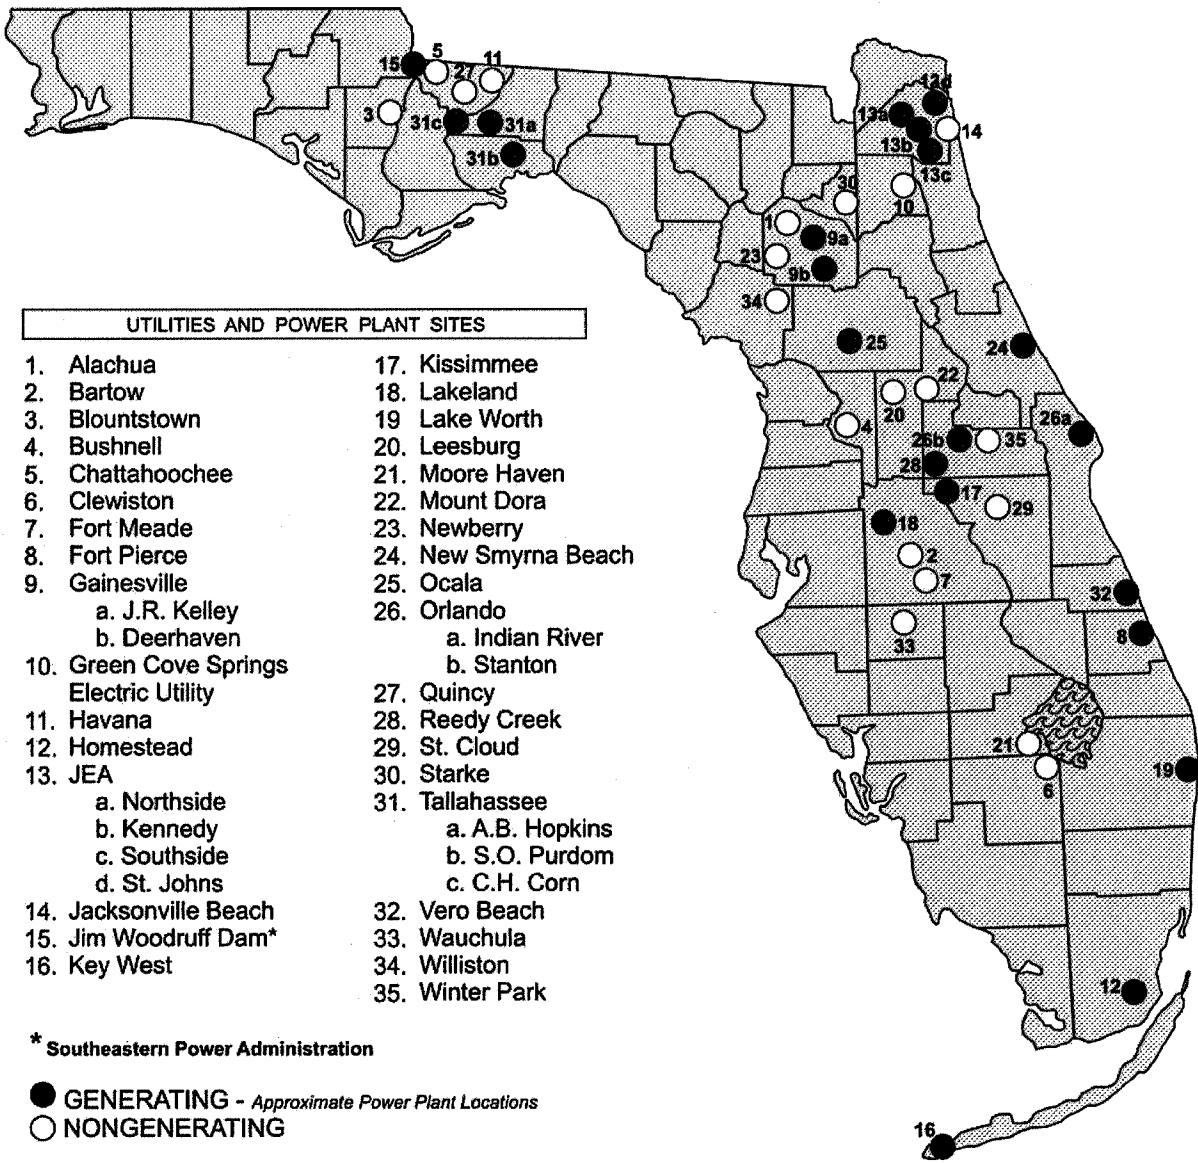 UTILITIES AND POWER PLANT SITES
1. Alachua
2. Bartow
3. Blountstown
4. Bushnell
5. Chattahoochee
6. Clewiston
7. Fort Meade
8. Fort Pierce
9. Gainesville
a. J.R. Kelley
b. Deerhaven
10. Green Cove Springs
Electric Utility
11. Havana
12. Homestead
13. JEA
a. Northside
b. Kennedy
c. Southside
d. St. Johns
14. Jacksonville Beach
15. Jim Woodruff Dam*
16. Key West
17. Kissimmee
18. Lakeland
19 Lake Worth
20. Leesburg
21. Moore Haven
22. Mount Dora
23. Newberry
24. New Smyrna Beach
25. Ocala
26. Orlando
a. Indian River
b. Stanton
27. Quincy
28. Reedy Creek
29. St. Cloud
30. Starke
31. Tallahassee
a. A.B. Hopkins
b. S.O. Purdom
c. C.H. Corn
32. Vero Beach
33. Wauchula
34. Williston
35. Winter Park
* Southeastern Power Administration
GENERATING - Approximate Power Plant Locations
NONGENERATING
5
11
15
27
3
31c
31a
31b
13d
13a
14
13b
13c
30
10
1
9a
23
9b
34
25
24
22
20
4
26a
26b
35
28
17
29
18
2
7
32
33
8
21
6
19
12
16